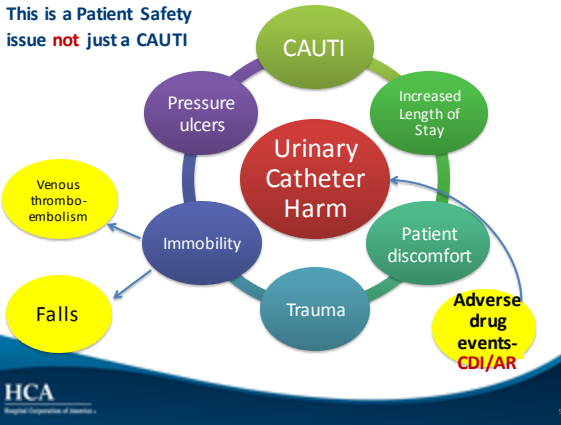 This is a Patient Safety
issue not just a CAUTI
CAUTI
Increased
Length of
Stay
Pressure
ulcers
Urinary
Catheter
Harm
Venous
thrombo-
embolism
Immobility
Patient
discomfort
Falls
Trauma
Adverse
drug
events-
CDI/AR
HCA
Hospital Corporation of America